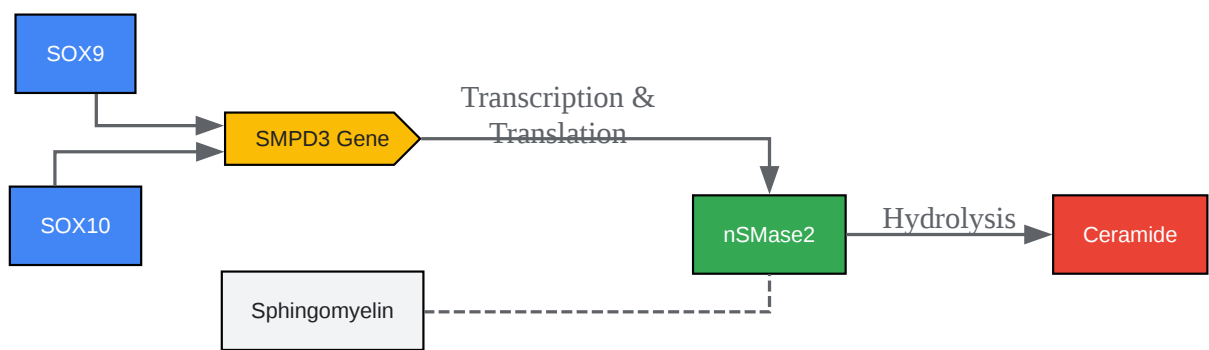 SOX9
Transcription &
Translation
SMPD3 Gene
SOX10
nSMase2
Hydrolysis
Ceramide
Sphingomyelin